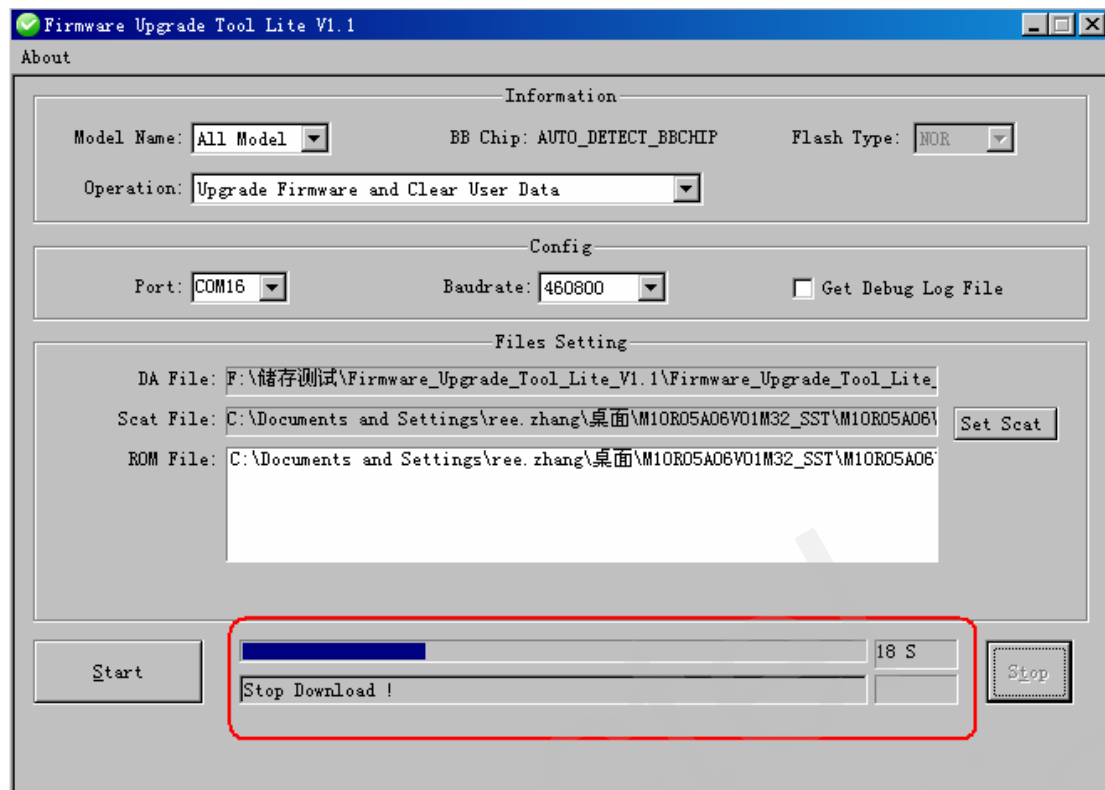 Firmware Upgrade Tool Lite V1.1
About
Information
Model Name: All Model BB Chip: AUTO_DETECT_BBCHIP Flash Type: NOR
Operation: Upgrade Firmware and Clear User Data
Config
Port: COM16 Baudrate: 460800 Get Debug Log File
Files Setting
DA File: F:\储存测试\Firmware_Upgrade_Tool_Lite_V1.1\Firmware_Upgrade_Tool_Lite_
Scat File: C:\Documents and Settings\ree.zhang\桌面\M10R05A06V01M32_SST\M10R05A06\ Set Scat
ROM File: C:\Documents and Settings\ree.zhang\桌面\M10R05A06V01M32_SST\M10R05A06
Start 18 S Stop
Stop Download !